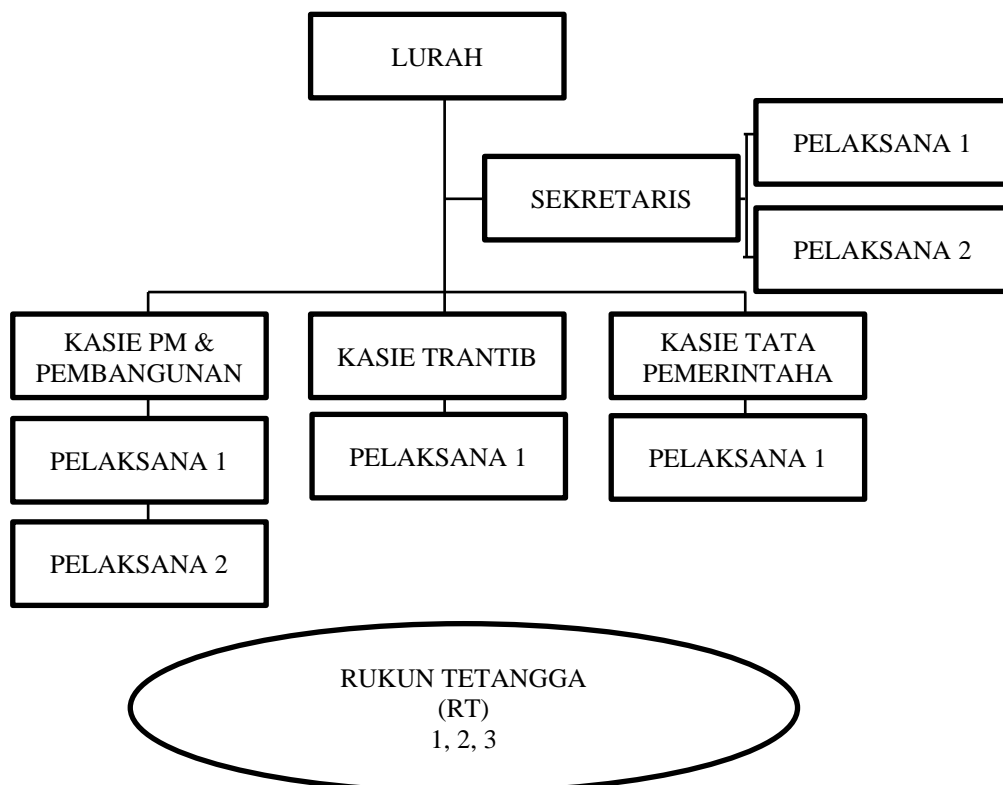 LURAH
PELAKSANA 1
SEKRETARIS
PELAKSANA 2
KASIE PM &
PEMBANGUNAN
KASIE TRANTIB
KASIE TATA
PEMERINTAHA
PELAKSANA 1
PELAKSANA 1
PELAKSANA 1
PELAKSANA 2
RUKUN TETANGGA
(RT)
1, 2, 3